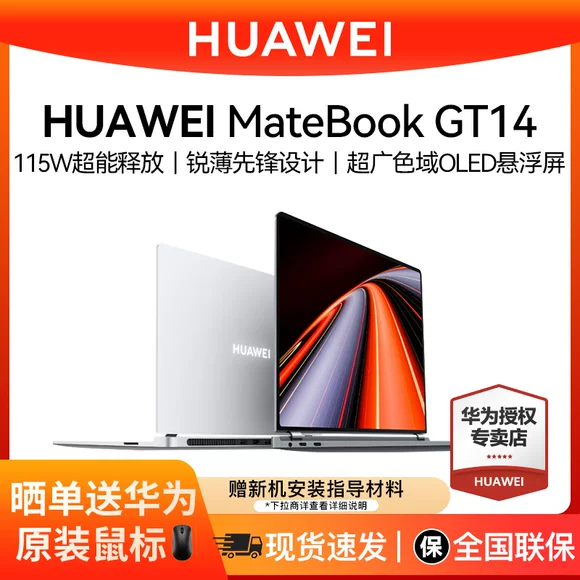 HUAWEI
HUAWEI MateBook GT14
115W超能释放｜锐薄先锋设计｜超广色域OLED悬浮屏
HUAWEI
华为授权
专卖店
★★★★★
HUAWEI
赠新机安装指导材料
*下拉商详查看详细说明
晒单送华为
原装鼠标
现货速发
保 全国联保